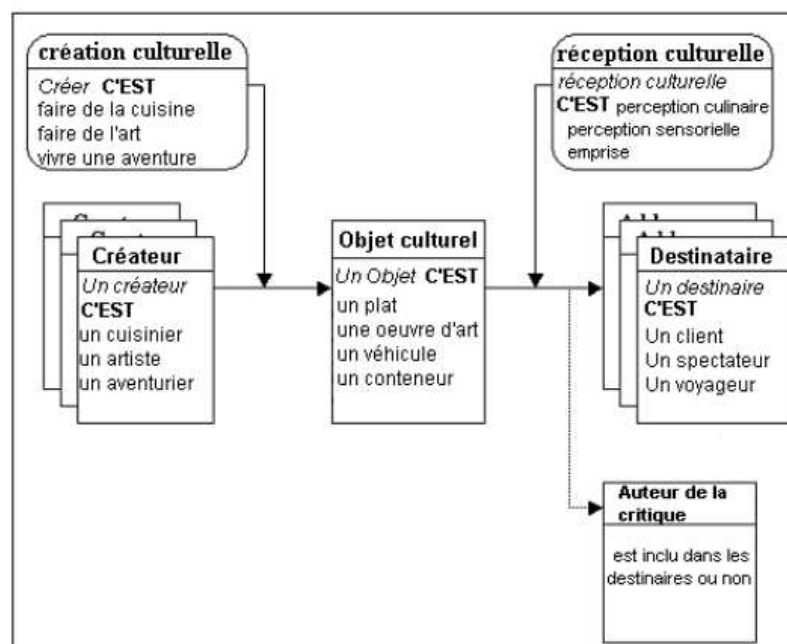 création culturelle
Créer C'EST
faire de la cuisine
faire de l'art
vivre une aventure
réception culturelle
réception culturelle
C'EST perception culinaire
perception sensorielle
emprise
Créateur
Un créateur
C'EST
un cuisinier
un artiste
un aventurier
Objet culturel
Un Objet C'EST
un plat
une oeuvre d'art
un véhicule
un conteneur
Destinataire
Un destinaire
C'EST
Un client
Un spectateur
Un voyageur
Auteur de la
critique
est inclu dans les
destinaires ou non